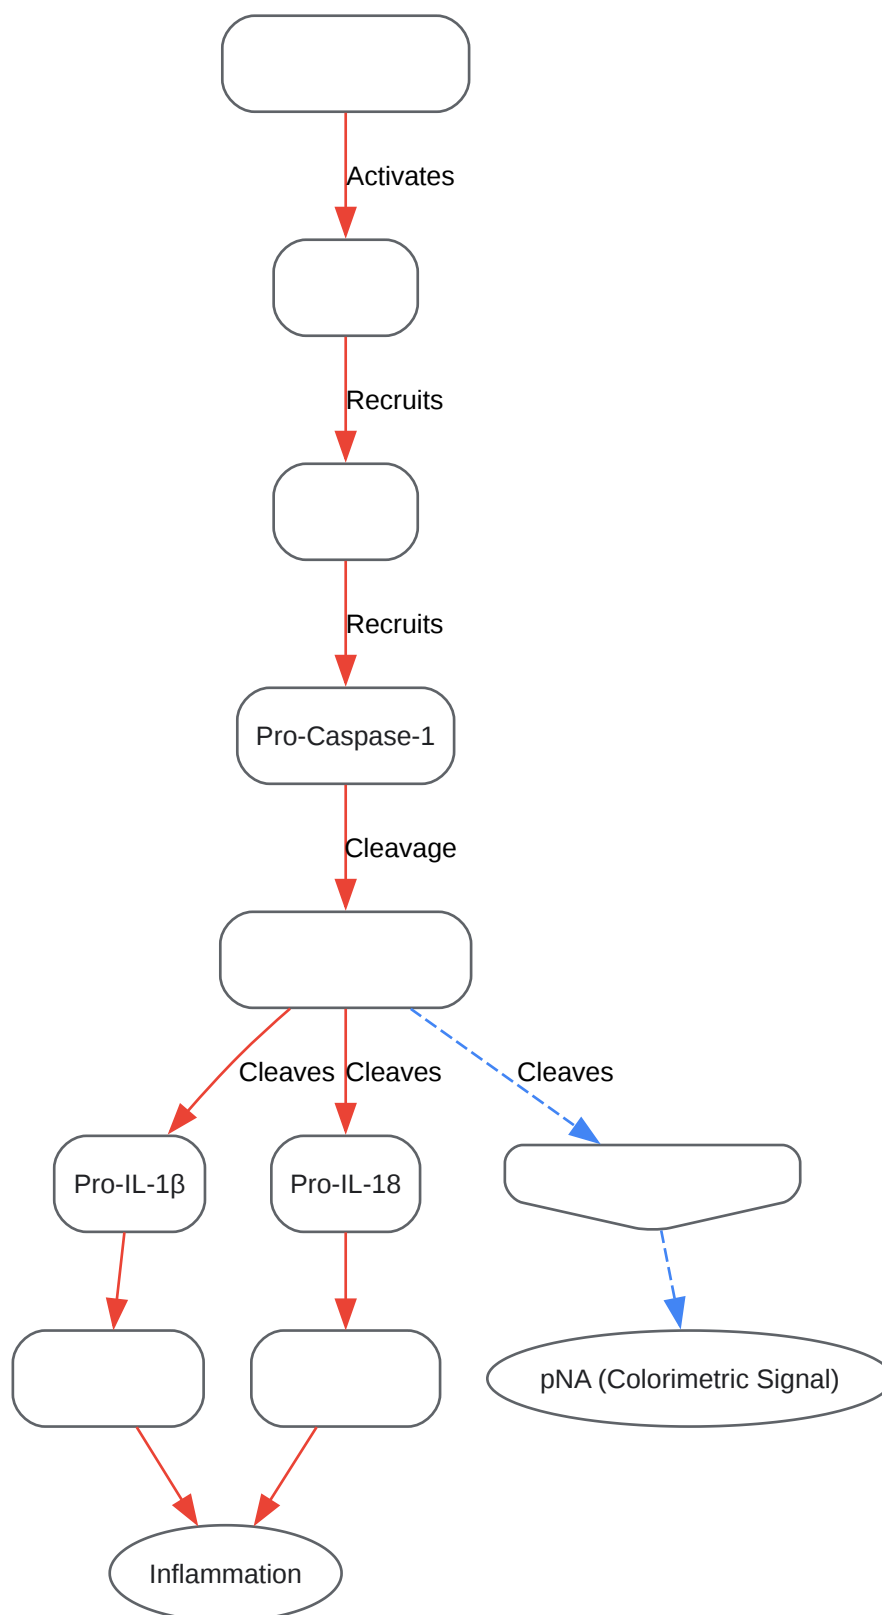 Activates
Recruits
Recruits
Pro-Caspase-1
Cleavage
Cleaves
Cleaves
Cleaves
Pro-IL-1β
Pro-IL-18
pNA (Colorimetric Signal)
Inflammation